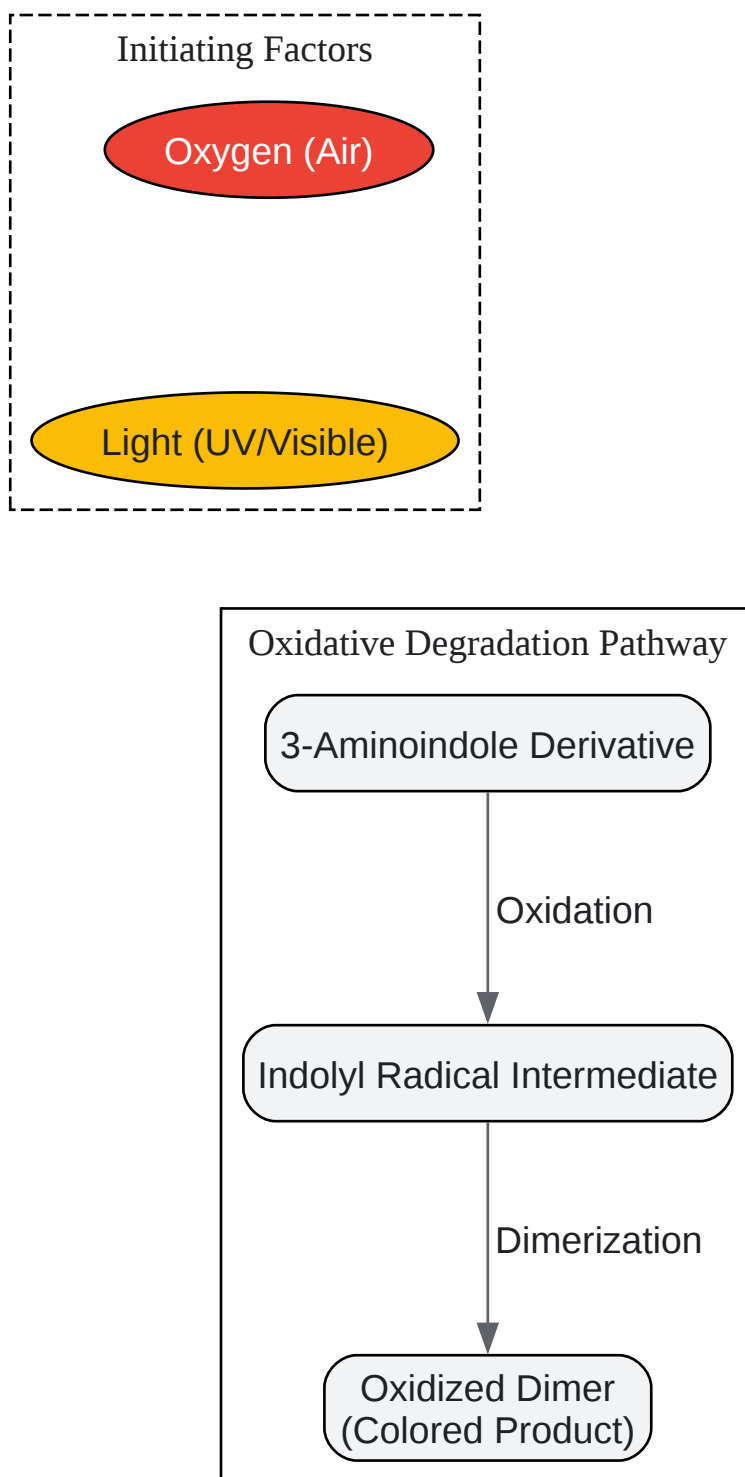 Initiating Factors
Oxygen (Air)
Light (UV/Visible)
Oxidative Degradation Pathway
3-Aminoindole Derivative
Oxidation
Indolyl Radical Intermediate
Dimerization
Oxidized Dimer
(Colored Product)